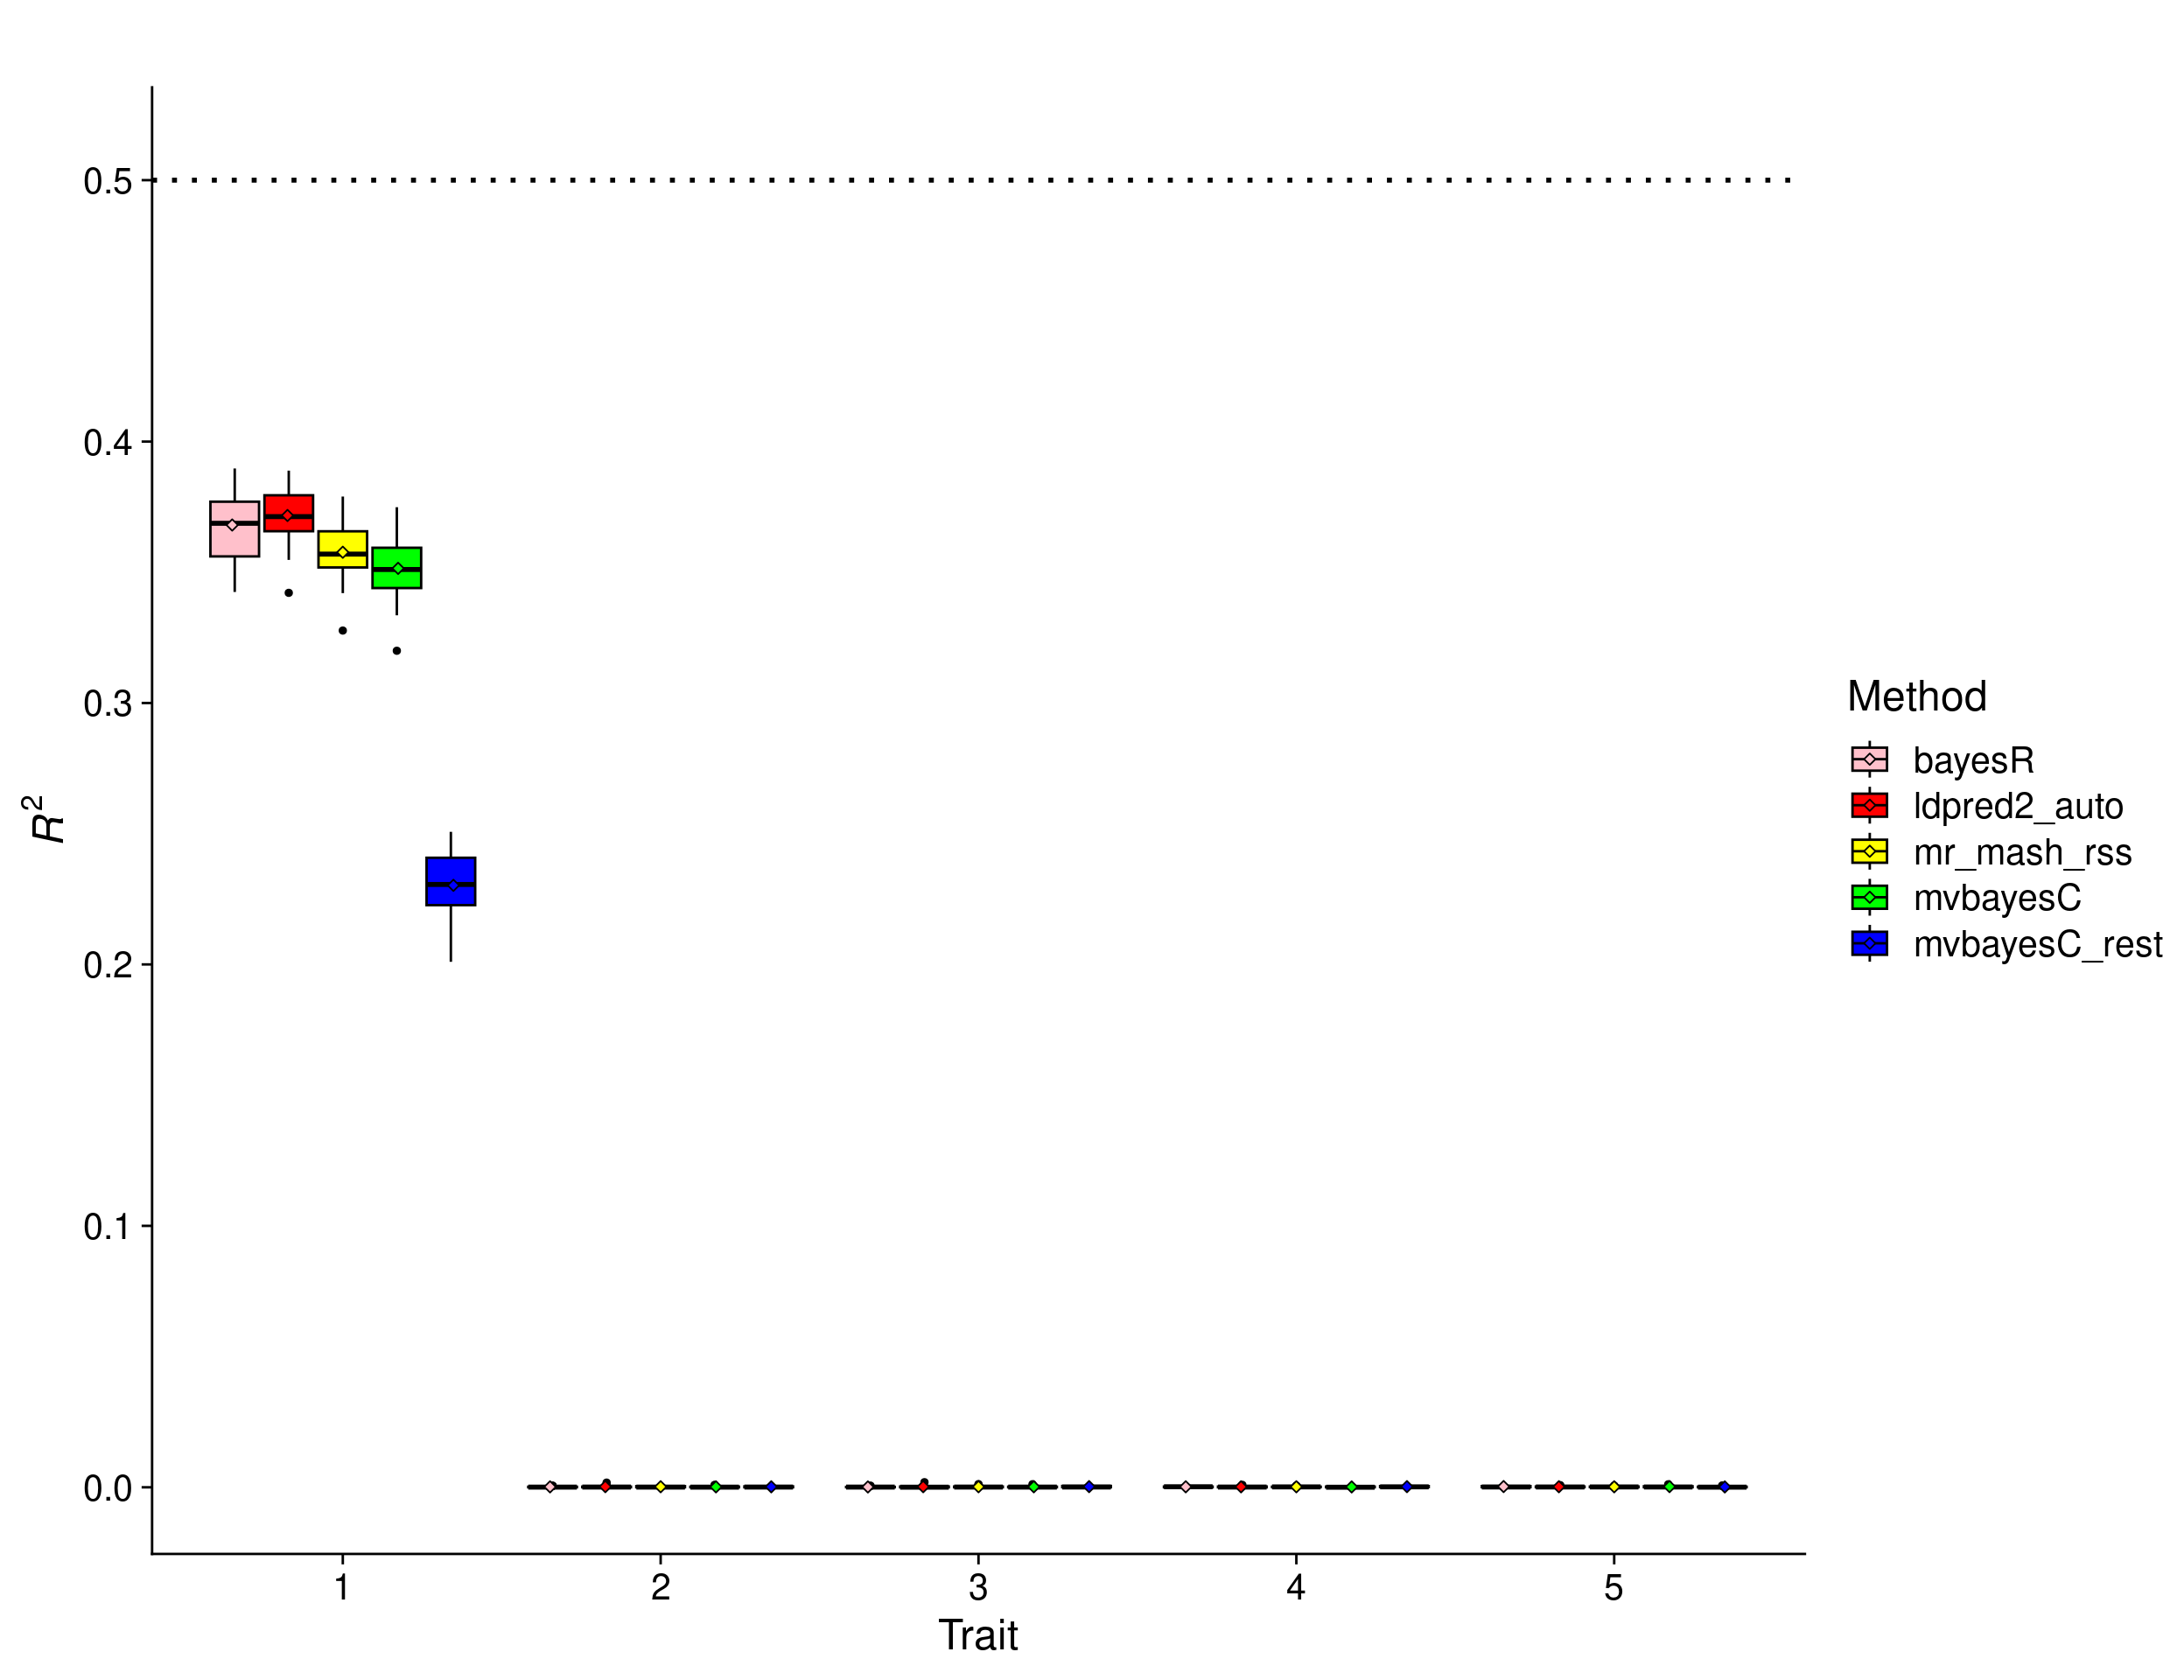 0.5
0.4
0.3
0.2
0.1
0.0
R²
1 2 3 4 5
Trait
Method
bayesR
ldpred2_auto
mr_mash_rss
mvbayesC
mvbayesC_rest